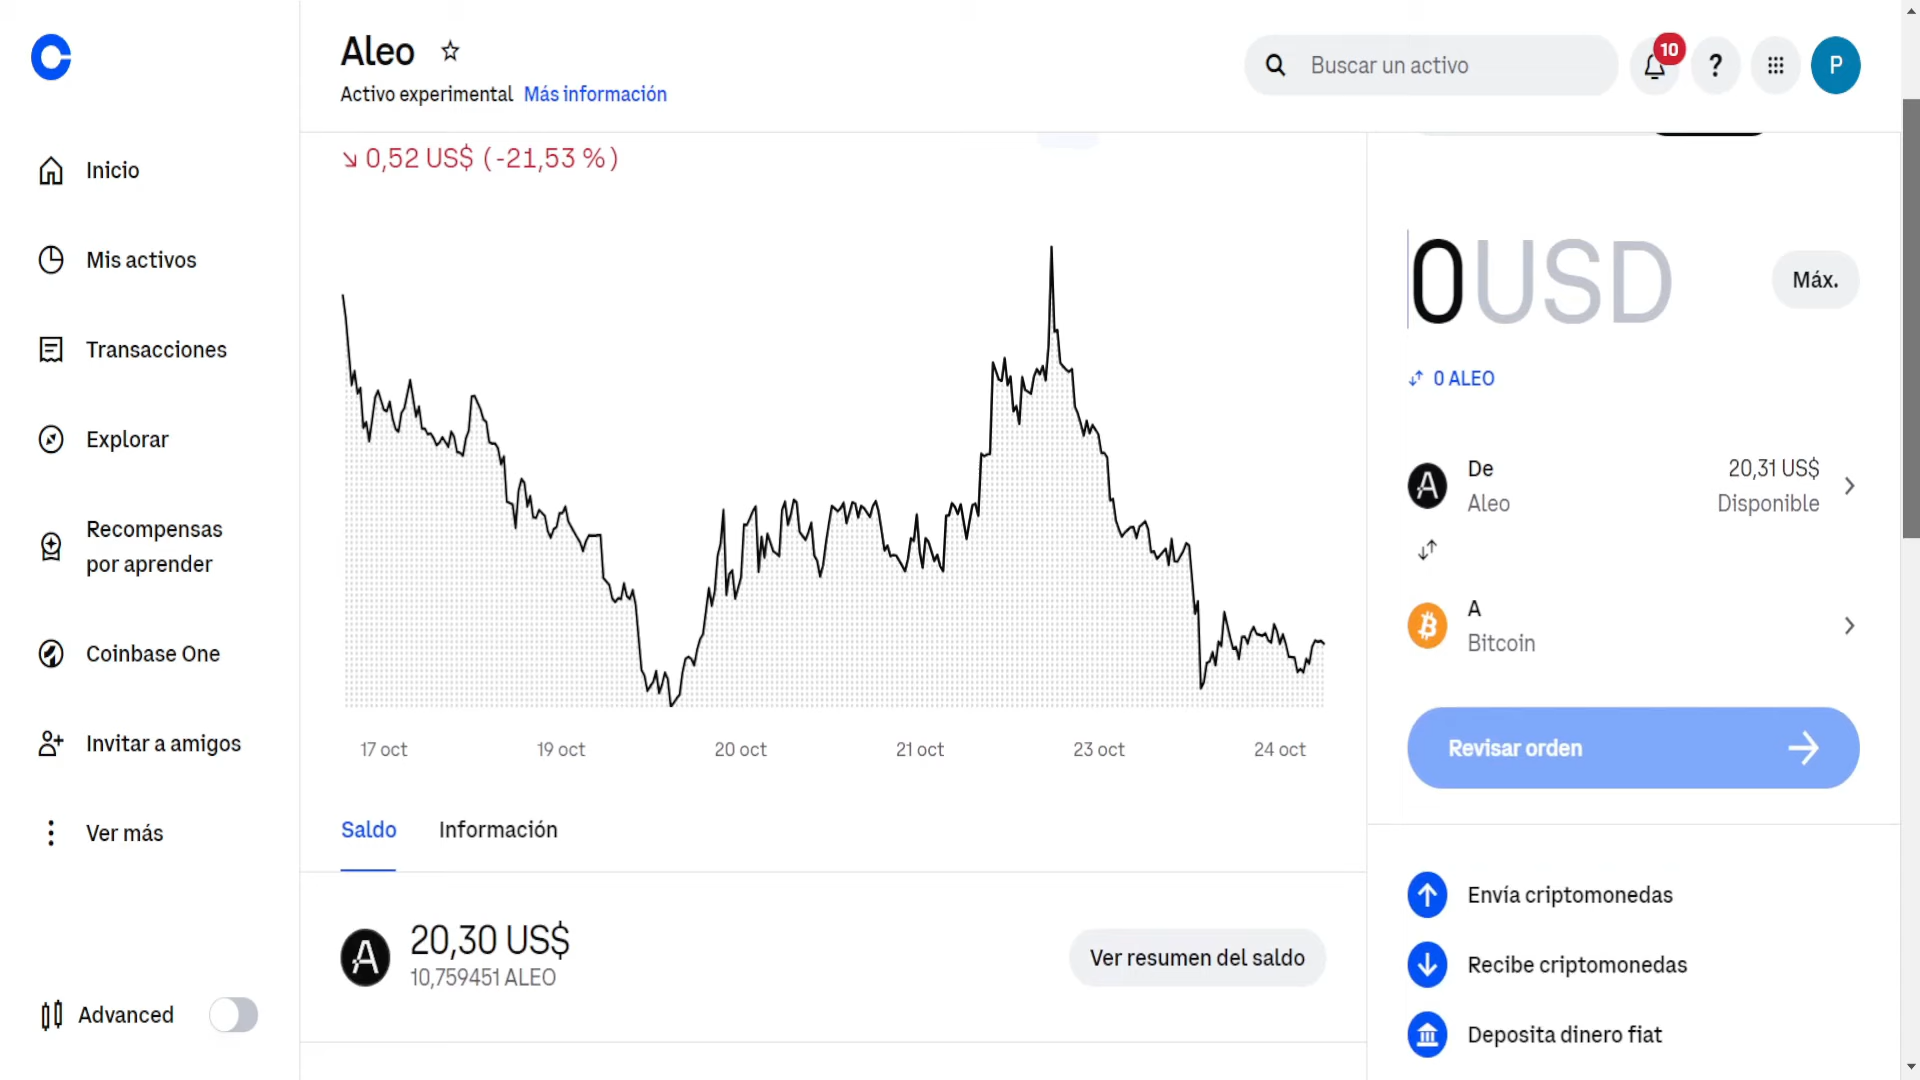 Aleo
Activo experimental Más información
Buscar un activo
10
?
P
Inicio
Mis activos
Transacciones
Explorar
Recompensas
por aprender
Coinbase One
Invitar a amigos
Ver más
Advanced
↘ 0,52 US$ (-21,53 %)
17 oct 19 oct 20 oct 21 oct 23 oct 24 oct
Saldo Información
20,30 US$
10,759451 ALEO
Ver resumen del saldo
0USD
Máx.
0 ALEO
De
Aleo
20,31 US$
Disponible
A
Bitcoin
Revisar orden
Envía criptomonedas
Recibe criptomonedas
Deposita dinero fiat